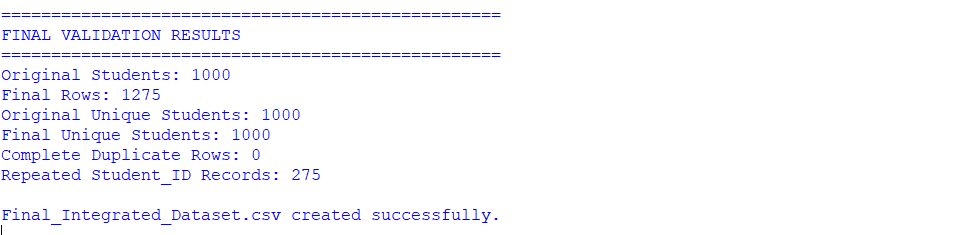 ==================================================
FINAL VALIDATION RESULTS
==================================================
Original Students: 1000
Final Rows: 1275
Original Unique Students: 1000
Final Unique Students: 1000
Complete Duplicate Rows: 0
Repeated Student_ID Records: 275
Final_Integrated_Dataset.csv created successfully.